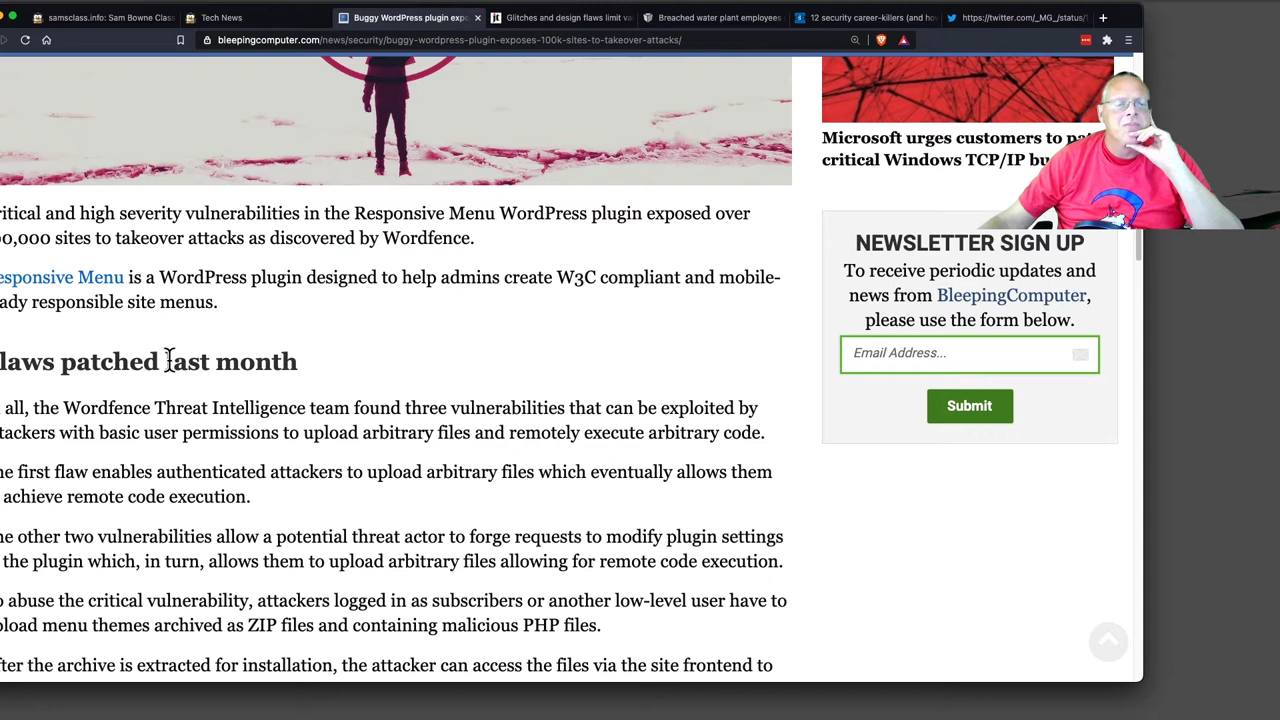 samsclass.info: Sam Bowne Class
Tech News
Buggy WordPress plugin expo
Glitches and design flaws limit va
Breached water plant employees
12 security career-killers (and ho
https://twitter.com/_MG_/status/1
bleepingcomputer.com/news/security/buggy-wordpress-plugin-exposes-100k-sites-to-takeover-attacks/
Microsoft urges customers to pa
critical Windows TCP/IP bu
ritical and high severity vulnerabilities in the Responsive Menu WordPress plugin exposed over
00,000 sites to takeover attacks as discovered by Wordfence.
esponsive Menu is a WordPress plugin designed to help admins create W3C compliant and mobile-
ady responsible site menus.
laws patched last month
all, the Wordfence Threat Intelligence team found three vulnerabilities that can be exploited by
tackers with basic user permissions to upload arbitrary files and remotely execute arbitrary code.
he first flaw enables authenticated attackers to upload arbitrary files which eventually allows them
achieve remote code execution.
he other two vulnerabilities allow a potential threat actor to forge requests to modify plugin settings
the plugin which, in turn, allows them to upload arbitrary files allowing for remote code execution.
o abuse the critical vulnerability, attackers logged in as subscribers or another low-level user have to
pload menu themes archived as ZIP files and containing malicious PHP files.
fter the archive is extracted for installation, the attacker can access the files via the site frontend to
NEWSLETTER SIGN UP
To receive periodic updates and
news from BleepingComputer,
please use the form below.
Email Address...
Submit